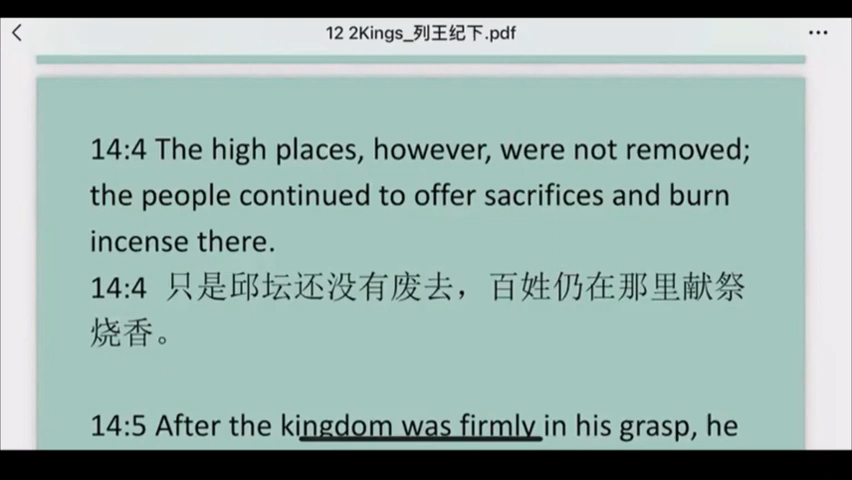 12 2Kings_列王纪下.pdf
14:4 The high places, however, were not removed;
the people continued to offer sacrifices and burn
incense there.
14:4 只是邱坛还没有废去，百姓仍在那里献祭
烧香。
14:5 After the kingdom was firmly in his grasp, he